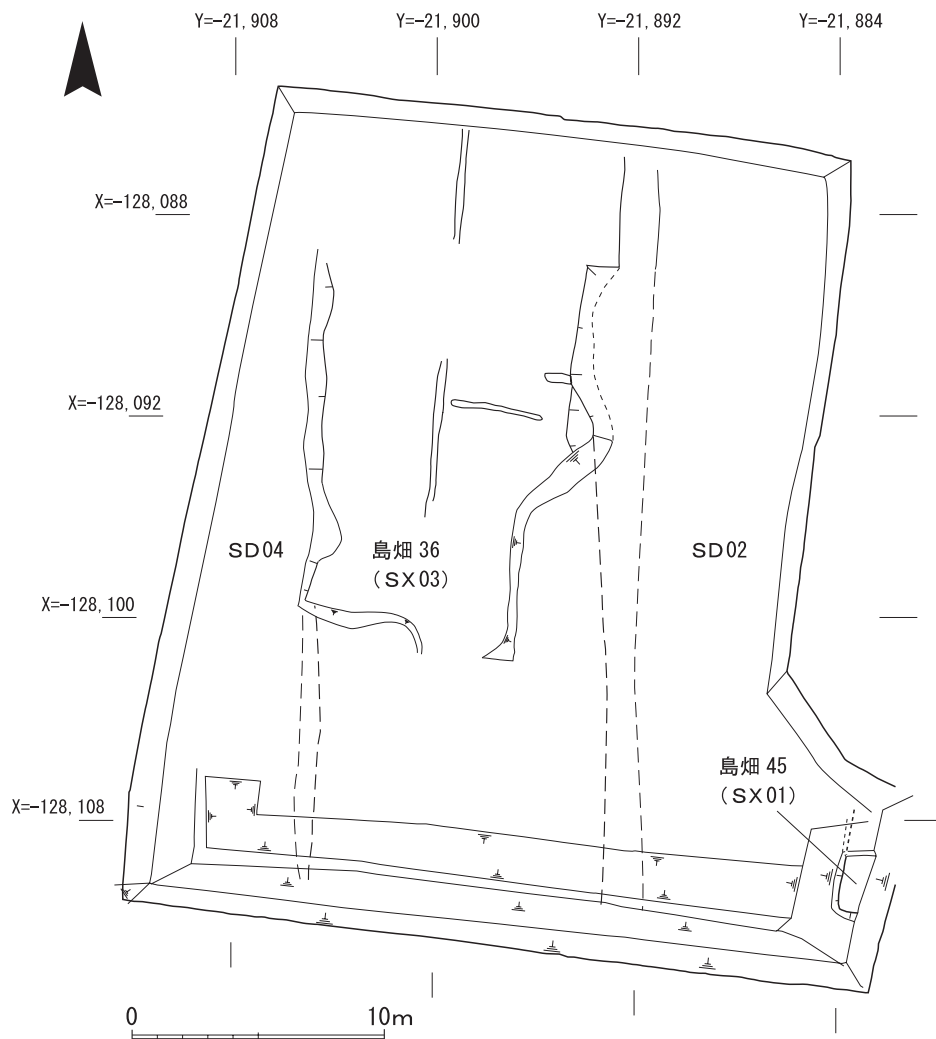 Y=-21,908
Y=-21,900
Y=-21,892
Y=-21,884
X=-128,088
X=-128,092
SD04
島畑 36
(SX03)
SD02
X=-128,100
島畑 45
(SX01)
X=-128,108
0
10m